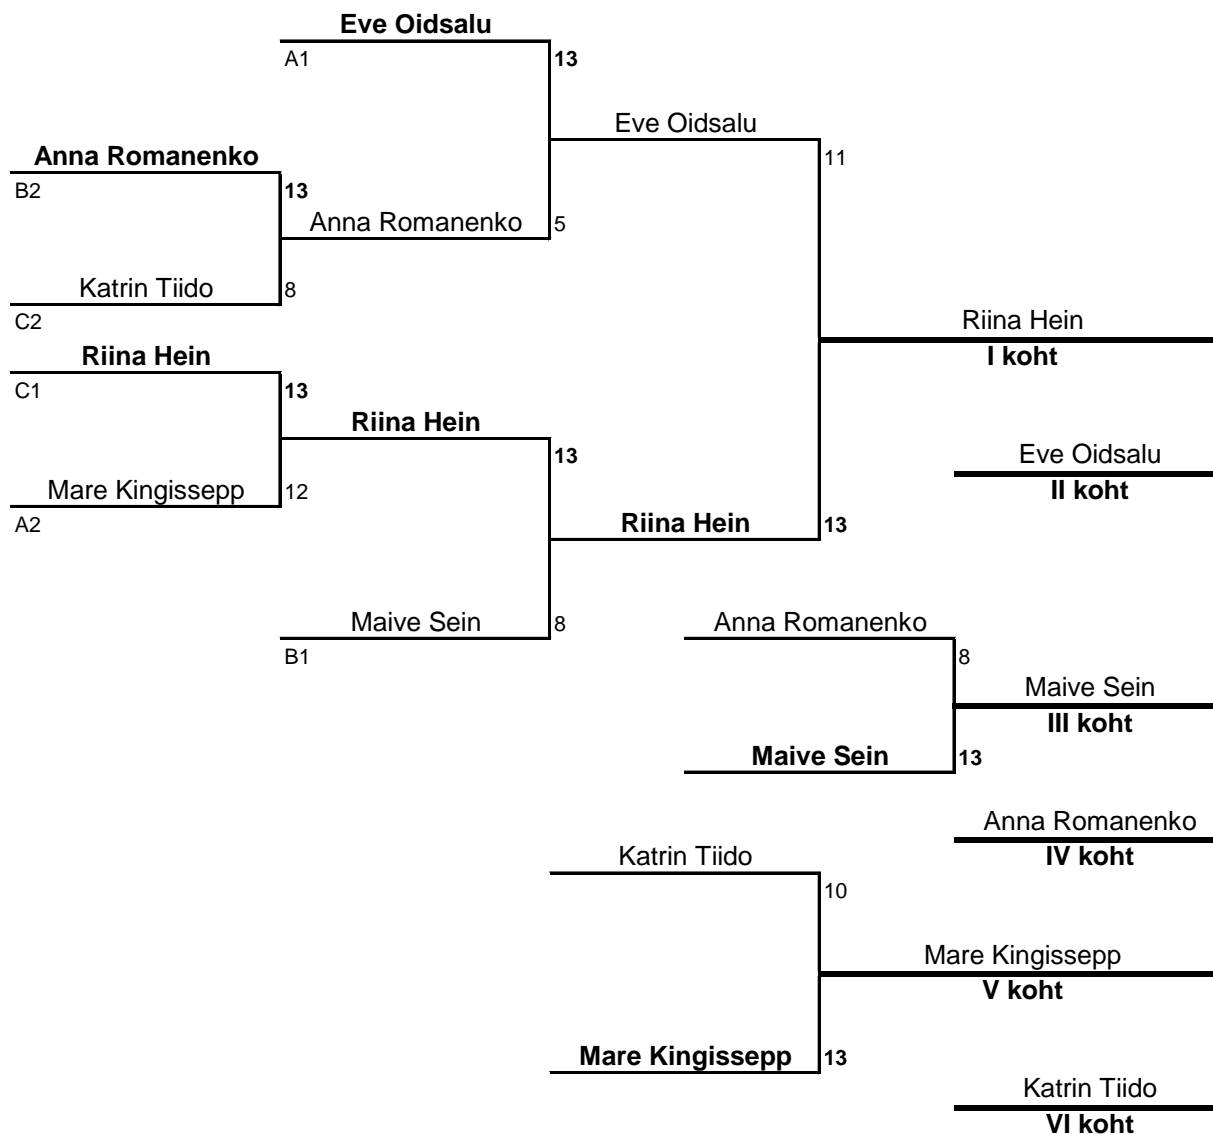 Eve Oidsalu
A1
13
Eve Oidsalu
11
Anna Romanenko
B2
13
Anna Romanenko
5
Katrin Tiido
8
C2
Riina Hein
I koht
Riina Hein
C1
13
Riina Hein
13
Eve Oidsalu
II koht
Mare Kingissepp
12
A2
Riina Hein
13
Maive Sein
8
B1
Anna Romanenko
8
Maive Sein
III koht
Maive Sein
13
Anna Romanenko
IV koht
Katrin Tiido
10
Mare Kingissepp
V koht
Mare Kingissepp
13
Katrin Tiido
VI koht